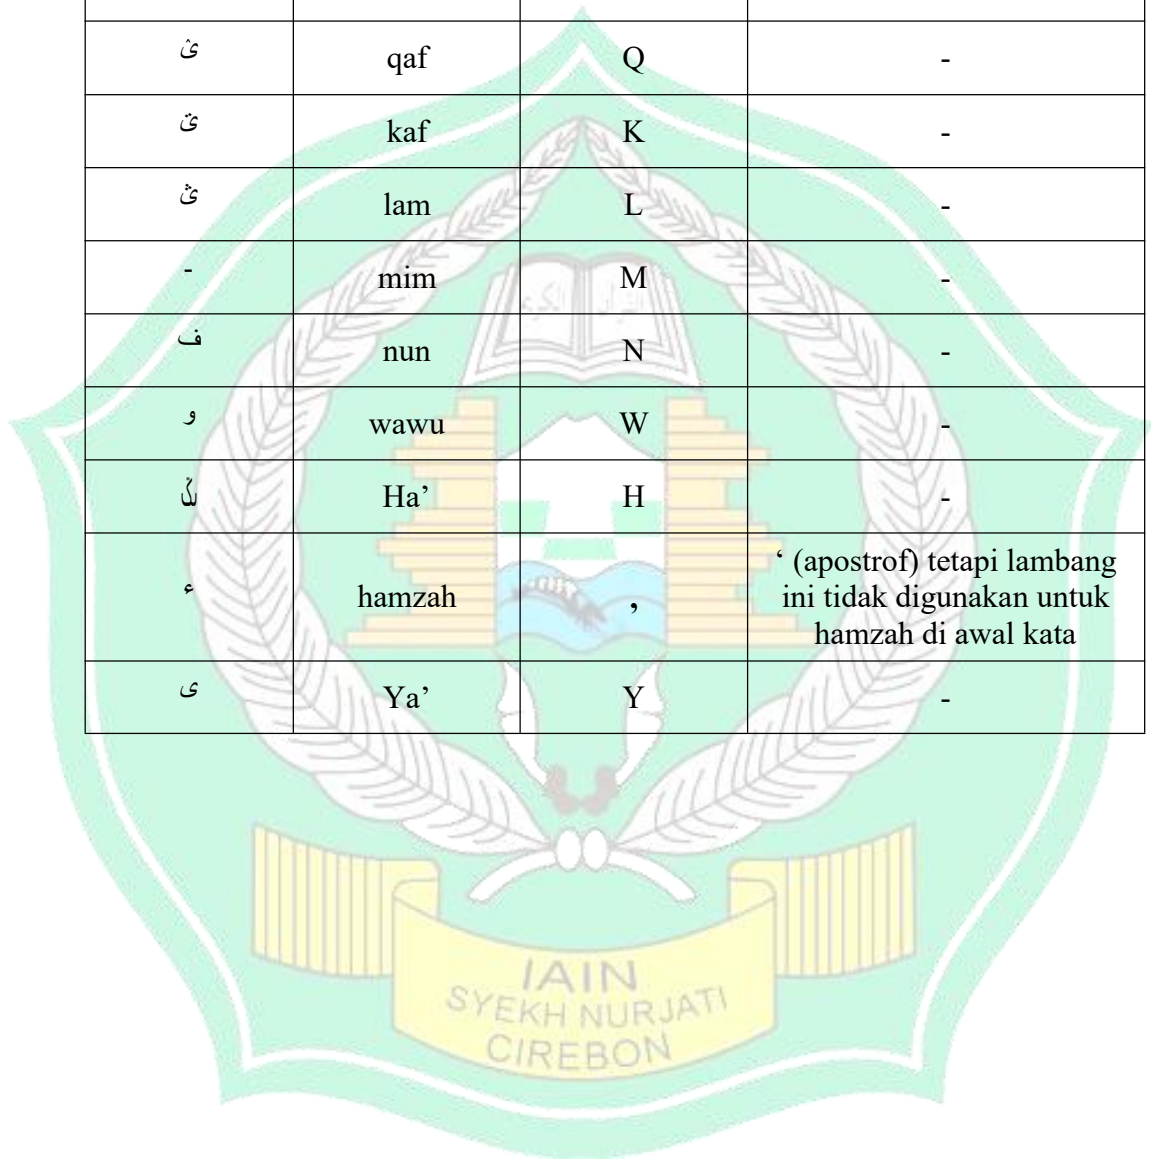 ئ qaf Q -
ئ kaf K -
ئ lam L -
- mim M -
ف nun N -
و wawu W -
Ha’ H -
ء hamzah , ‘ (apostrof) tetapi lambang
ini tidak digunakan untuk
hamzah di awal kata
ى Ya’ Y -
IAIN
SYEKH NURJATI
CIREBON